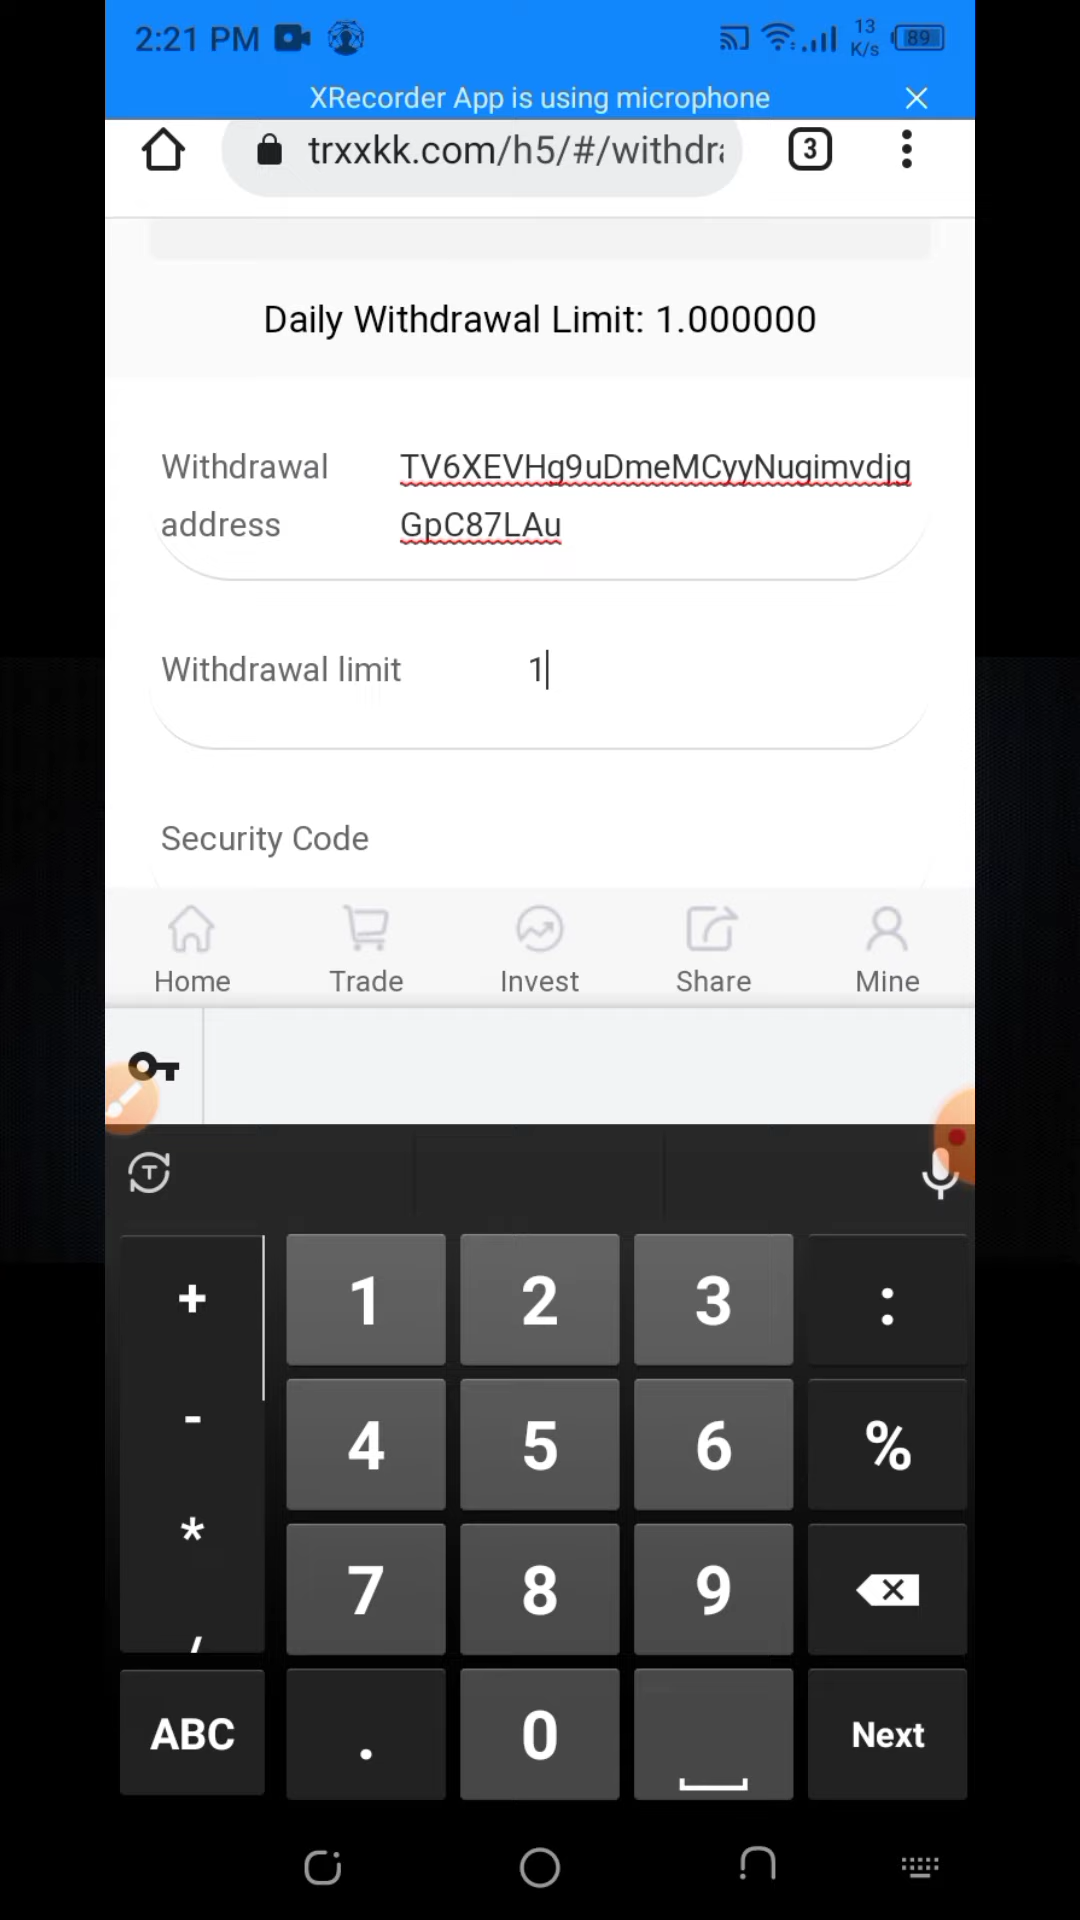 2:21 PM
13
K/s
89
XRecorder App is using microphone
trxxkk.com/h5/#/withdra
3
Daily Withdrawal Limit: 1.000000
Withdrawal address
TV6XEVHg9uDmeMCyyNugimvdjg
GpC87LAu
Withdrawal limit
1
Security Code
Home
Trade
Invest
Share
Mine
T
+
1
2
3
:
-
4
5
6
%
*
7
8
9
/
ABC
.
0
Next